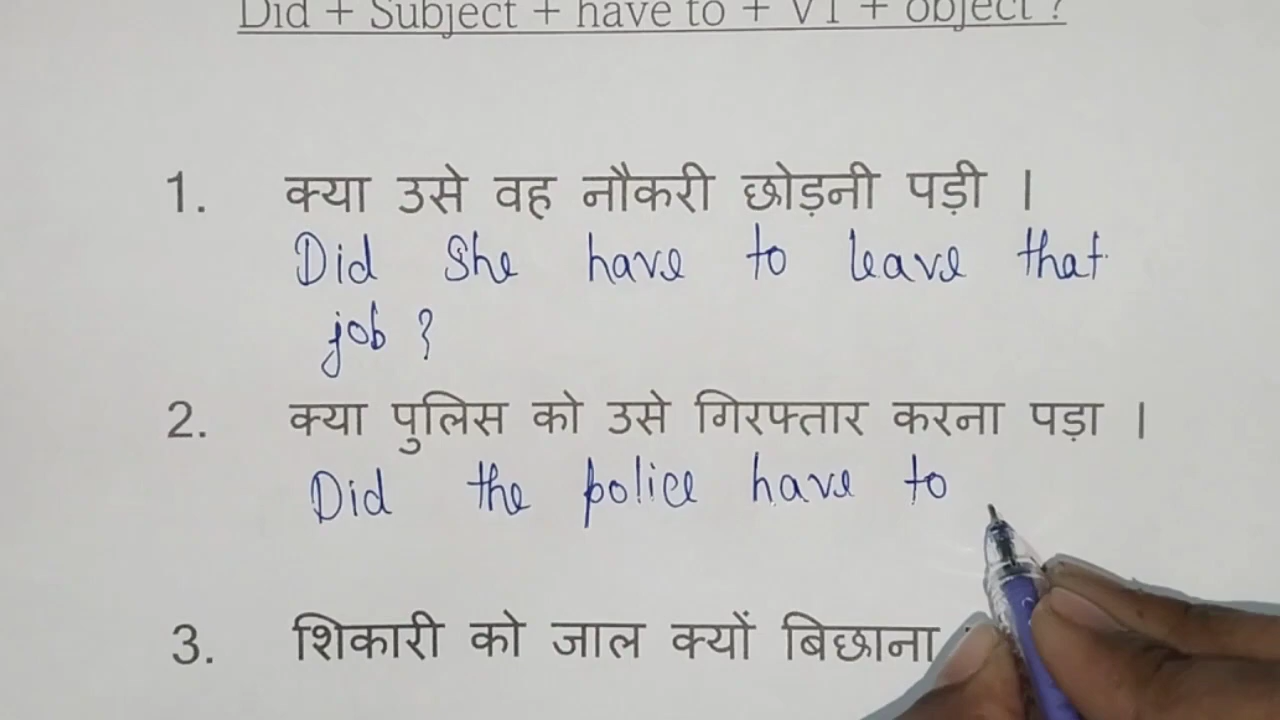 Did + Subject + have to + V1 + object ?
1. क्या उसे वह नौकरी छोड़नी पड़ी ।
Did she have to leave that
job ?
2. क्या पुलिस को उसे गिरफ्तार करना पड़ा ।
Did the police have to
3. शिकारी को जाल क्यों बिछाना